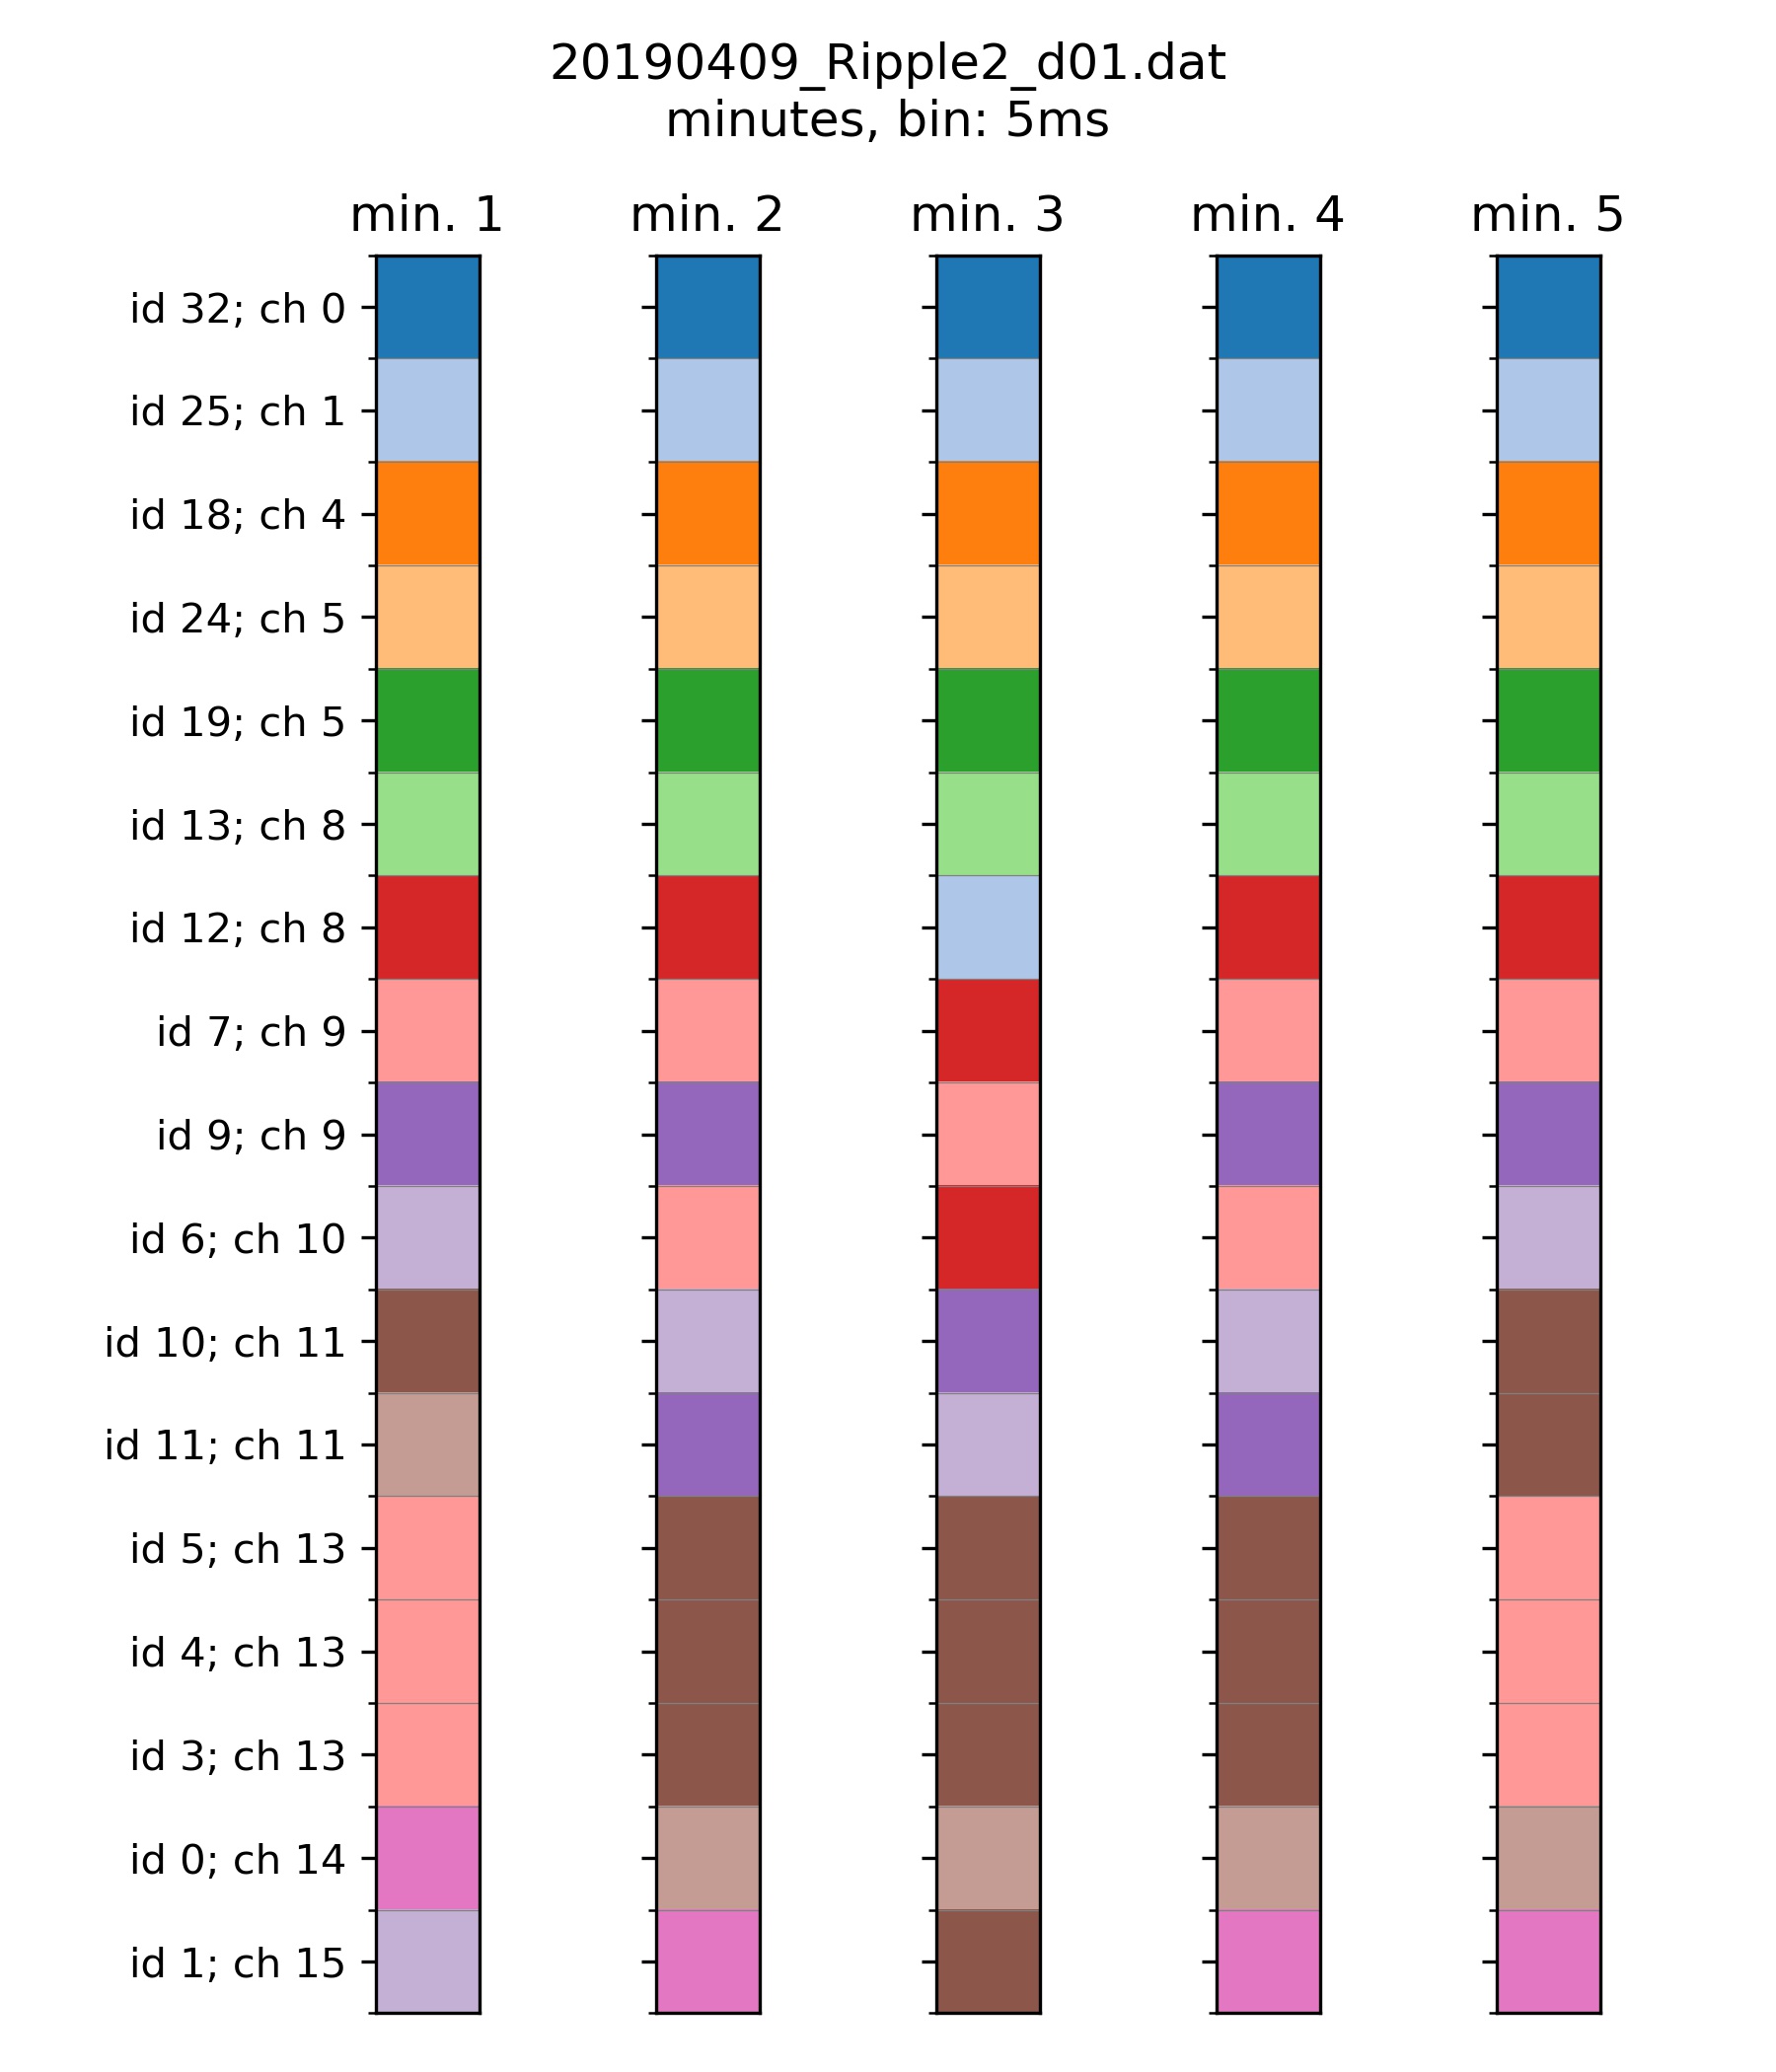 20190409_Ripple2_d01.dat
minutes, bin: 5ms
min. 1 min. 2 min. 3 min. 4 min. 5
id 32; ch 0
id 25; ch 1
id 18; ch 4
id 24; ch 5
id 19; ch 5
id 13; ch 8
id 12; ch 8
id 7; ch 9
id 9; ch 9
id 6; ch 10
id 10; ch 11
id 11; ch 11
id 5; ch 13
id 4; ch 13
id 3; ch 13
id 0; ch 14
id 1; ch 15